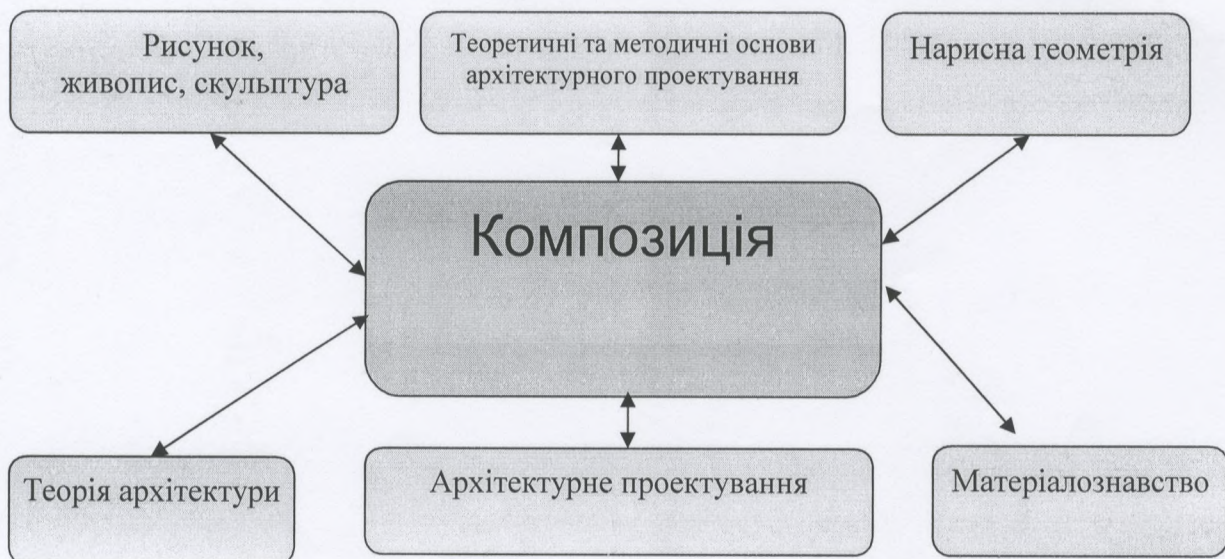 Рисунок,
живопис, скульптура
Теоретичні та методичні основи
архітектурного проектування
Нарисна геометрія
Композиція
Теорія архітектури
Архітектурне проектування
Матеріалознавство